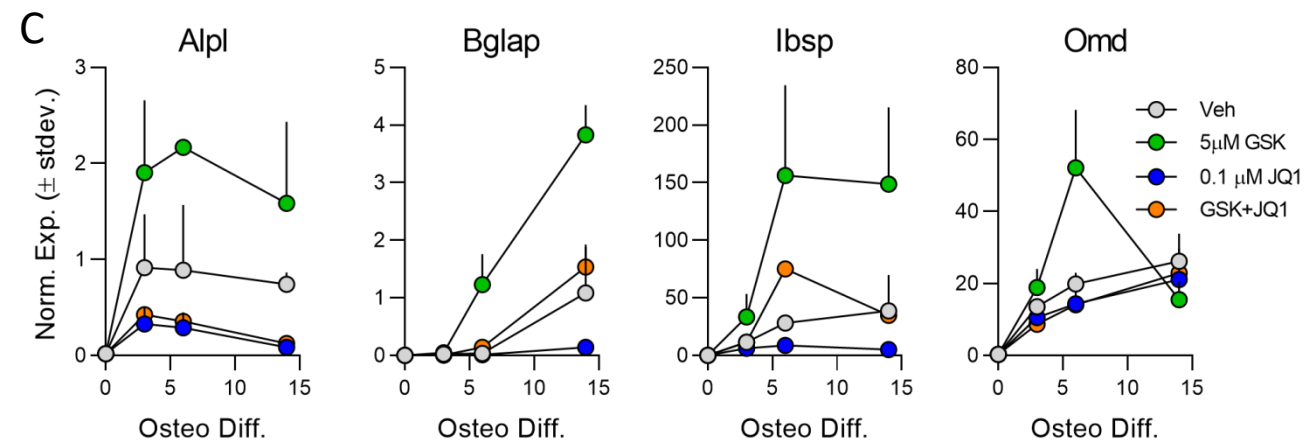 C
Alpl
Bglap
Ibsp
Omd
Norm. Exp. (± stdev.)
3
2
1
0
5
4
3
2
1
0
250
200
150
100
50
0
80
60
40
20
0
Veh
5μM GSK
0.1 μM JQ1
GSK+JQ1
0 5 10 15
0 5 10 15
0 5 10 15
0 5 10 15
Osteo Diff.
Osteo Diff.
Osteo Diff.
Osteo Diff.